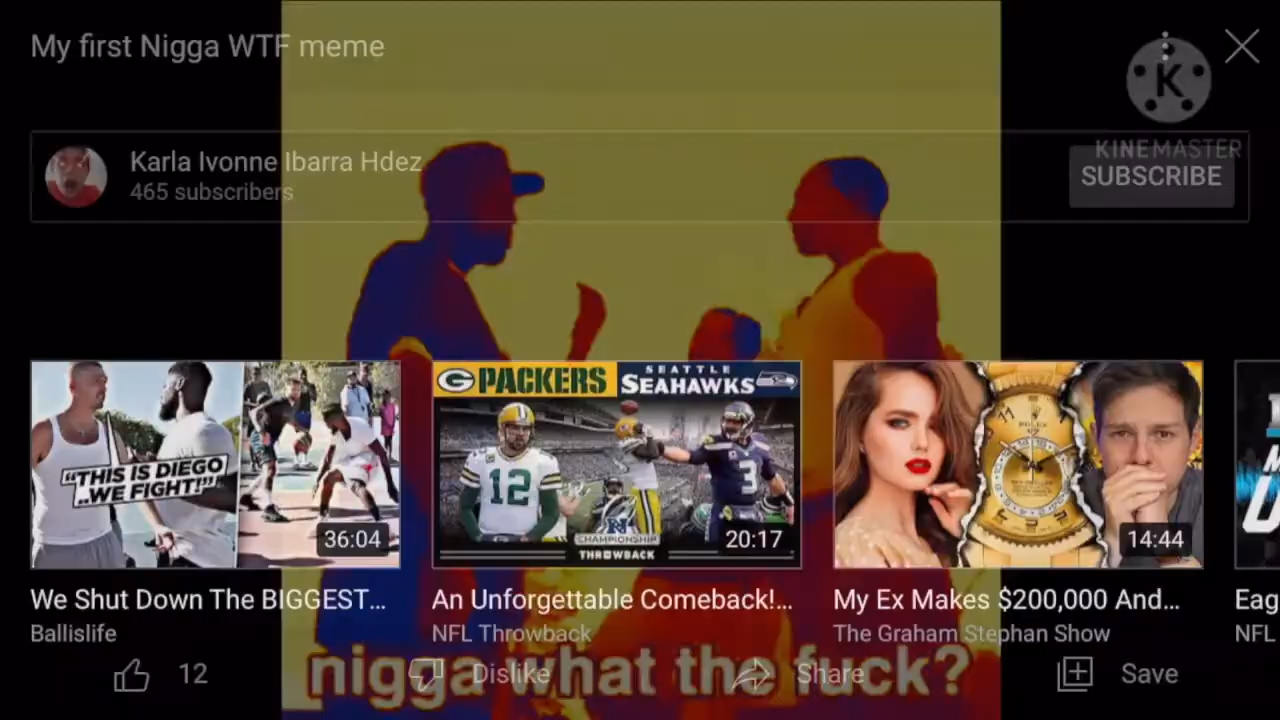 My first Nigga WTF meme
K
KINEMASTER
Karla Ivonne Ibarra Hdez
465 subscribers
SUBSCRIBE
"THIS IS DIEGO
..WE FIGHT!"
36:04
G PACKERS
SEATTLE
SEAHAWKS
12
3
N
CHAMPIONSHIP
THROWBACK
20:17
ROLEX
14:44
We Shut Down The BIGGEST...
An Unforgettable Comeback!...
My Ex Makes $200,000 And...
Eag
Ballislife
NFL Throwback
The Graham Stephan Show
NFL
nigga what the fuck?
12
Dislike
Share
Save